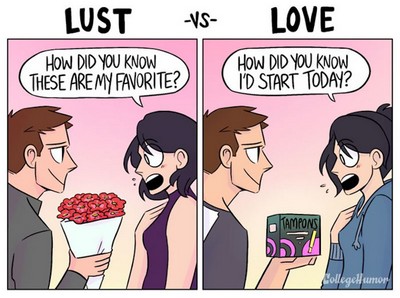 LUST -VS- LOVE
HOW DID YOU KNOW
THESE ARE MY FAVORITE?
HOW DID YOU KNOW
I'D START TODAY?
TAMPONS
CollegeHumor